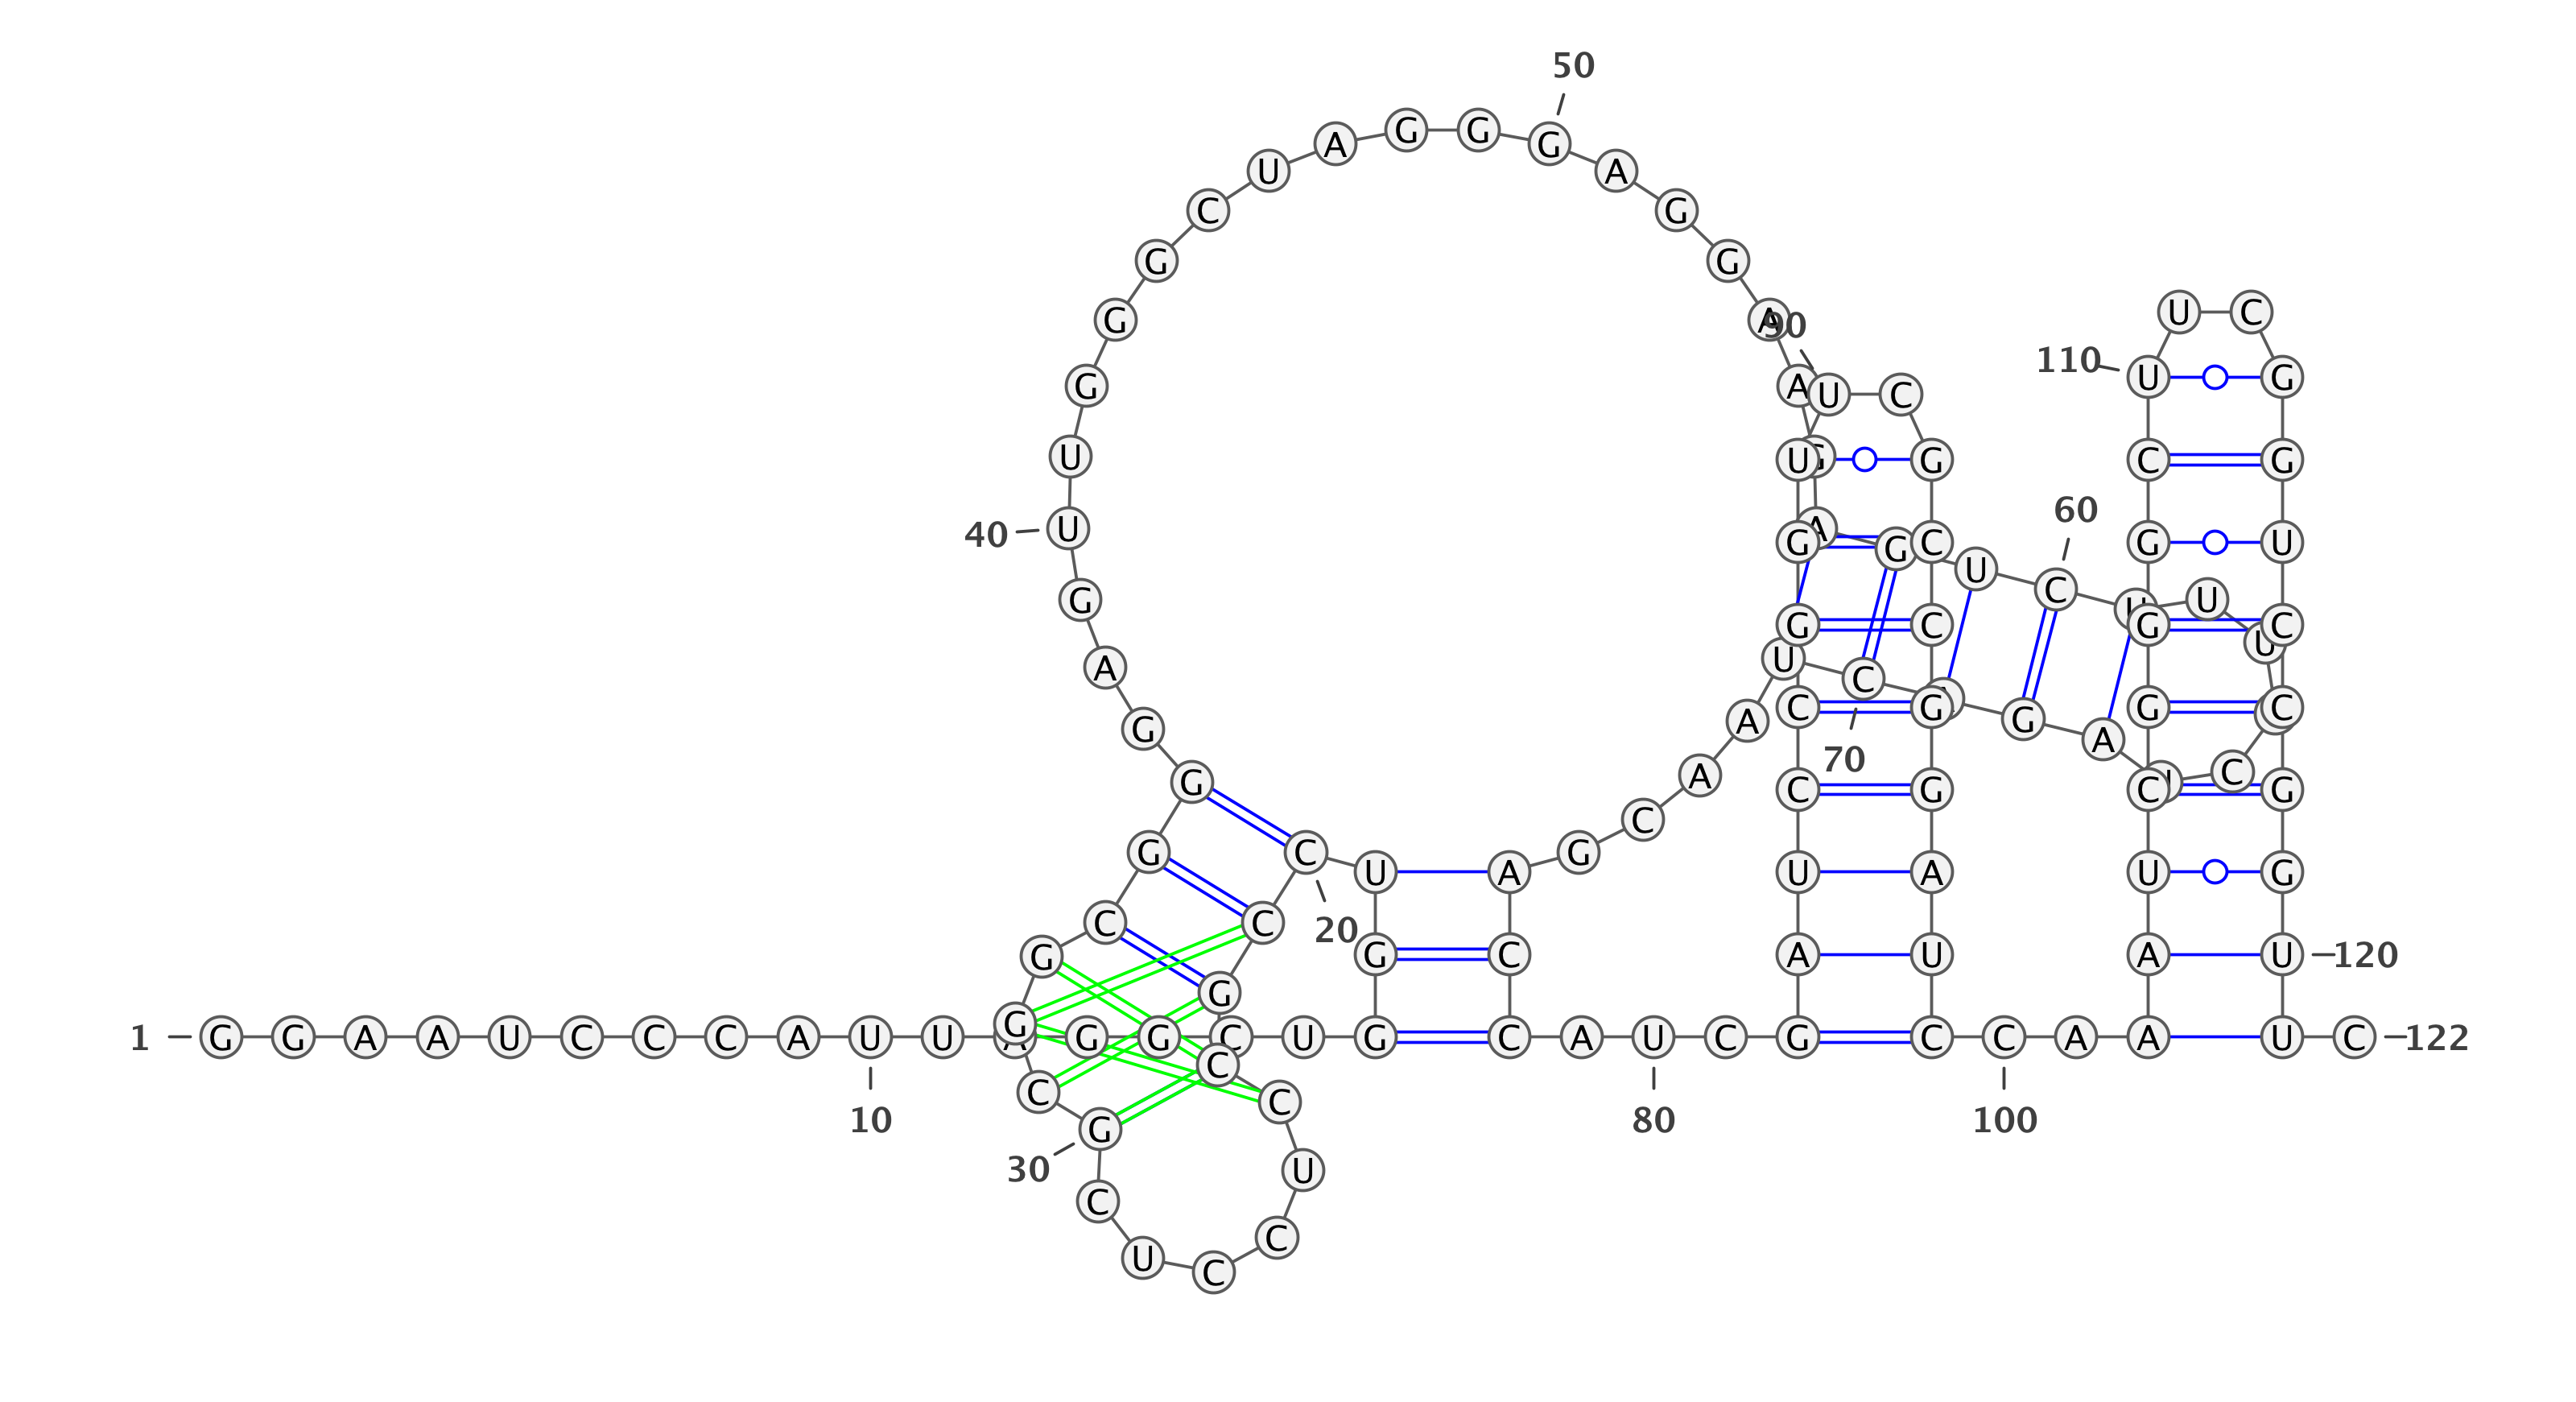 50
A G G G
U A
C G
G G
U C
G A 90
110 U G
G A U C
U U G G C G
60
40 U G A G C U G U
U C
G U U
G C G C
A U C U
C G G C
G G A
70
G A U C
C C G C G
C
G C U A G U A U G
C 20
G G C A U A U 120
G
1 G G A A U C C C A U U A G G C U G C A U C G C C A A U C 122
G
C C
C
10 G 80 100
30 U
C
C
U C